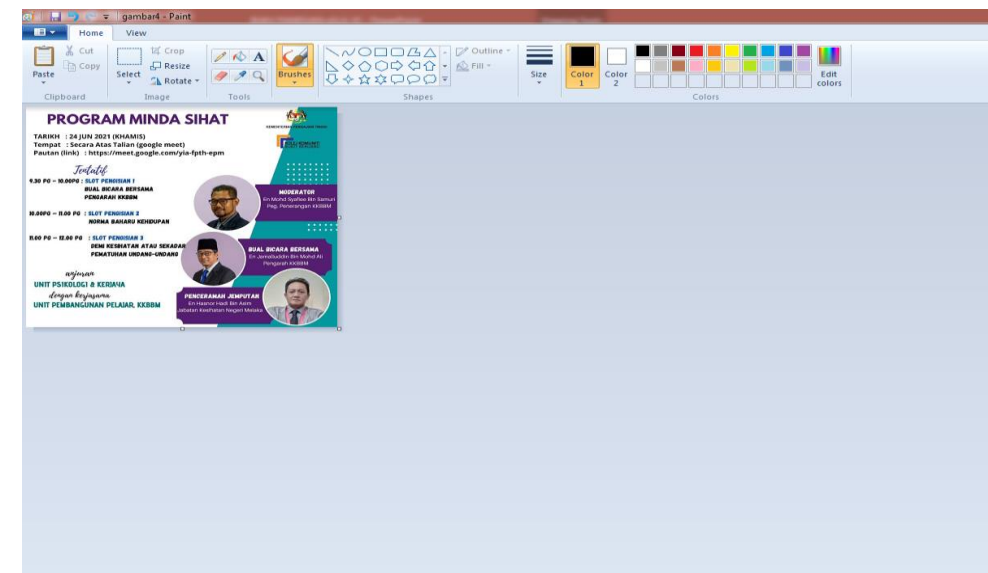 gambar4 - Paint
Home View
Paste
Cut
Copy
Clipboard
Select
Crop
Resize
Rotate
Image
Tools
Brushes
Shapes
Outline
Fill
Size
Color 1
Color 2
Colors
Edit colors
PROGRAM MINDA SIHAT
TARIKH : 24 JUN 2021 (KHAMIS)
Tempat : Secara Atas Talian (google meet)
Pautan (link) : https://meet.google.com/yia-fpth-epm
Tentatif
9.30 PG – 10.00PG : SLOT PENGISIAN 1
BUAL BICARA BERSAMA
PENGARAH KKBBM
10.00PG – 11.00 PG : SLOT PENGISIAN 2
NORMA BAHARU KEHIDUPAN
11.00 PG – 12.00 PG : SLOT PENGISIAN 3
DEMI KESIHATAN ATAU SEKADAR
PEMATUHAN UNDANG-UNDANG
anjuran
UNIT PSIKOLOGI & KERJAYA
dengan kerjasama
UNIT PEMBANGUNAN PELAJAR, KKBBM
KEMENTERIAN PENGAJIAN TINGGI
MODERATOR
En Mohd Syafiee Bin Samuri
Peg. Penerangan KKBBM
BUAL BICARA BERSAMA
En Jamalluddin Bin Mohd Ali
Pengarah KKBBM
PENCERAMAH JEMPUTAN
En Hasnor Hadi Bin Asm
Jabatan Kesihatan Negeri Melaka